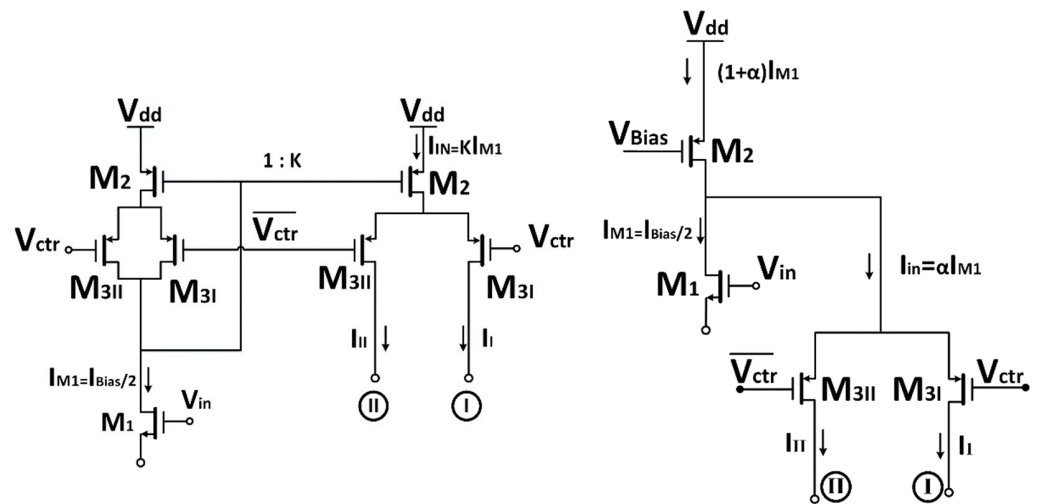 Vdd
Vdd
IIN=KIM1
1 : K
M2
M2
Vctr
Vctr
Vctr
M3II
M3I
M3II
M3I
III
II
IM1=IBias/2
Vin
M1
II
I
Vdd
(1+α)IM1
VBias
M2
IM1=IBias/2
Vin
M1
Iin=αIM1
Vctr
M3II
M3I
Vctr
III
II
II
I